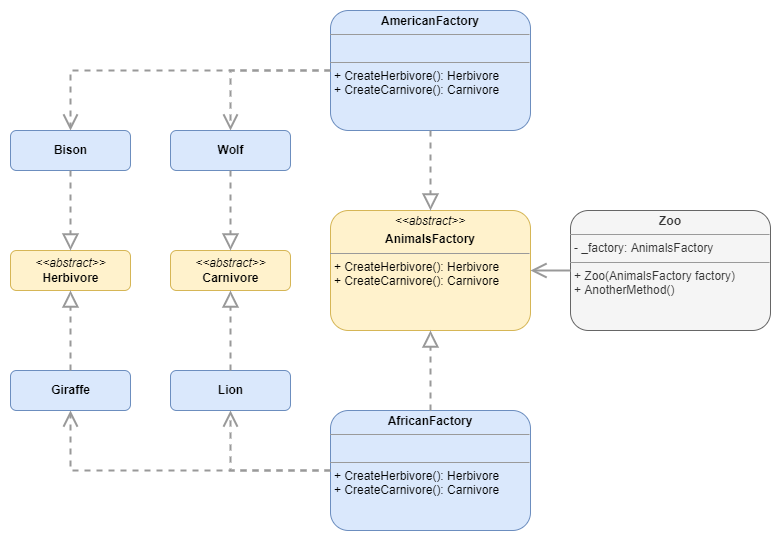 AmericanFactory
+ CreateHerbivore(): Herbivore
+ CreateCarnivore(): Carnivore
Bison
Wolf
<<abstract>>
Herbivore
<<abstract>>
Carnivore
<<abstract>>
AnimalsFactory
+ CreateHerbivore(): Herbivore
+ CreateCarnivore(): Carnivore
Zoo
- _factory: AnimalsFactory
+ Zoo(AnimalsFactory factory)
+ AnotherMethod()
Giraffe
Lion
AfricanFactory
+ CreateHerbivore(): Herbivore
+ CreateCarnivore(): Carnivore